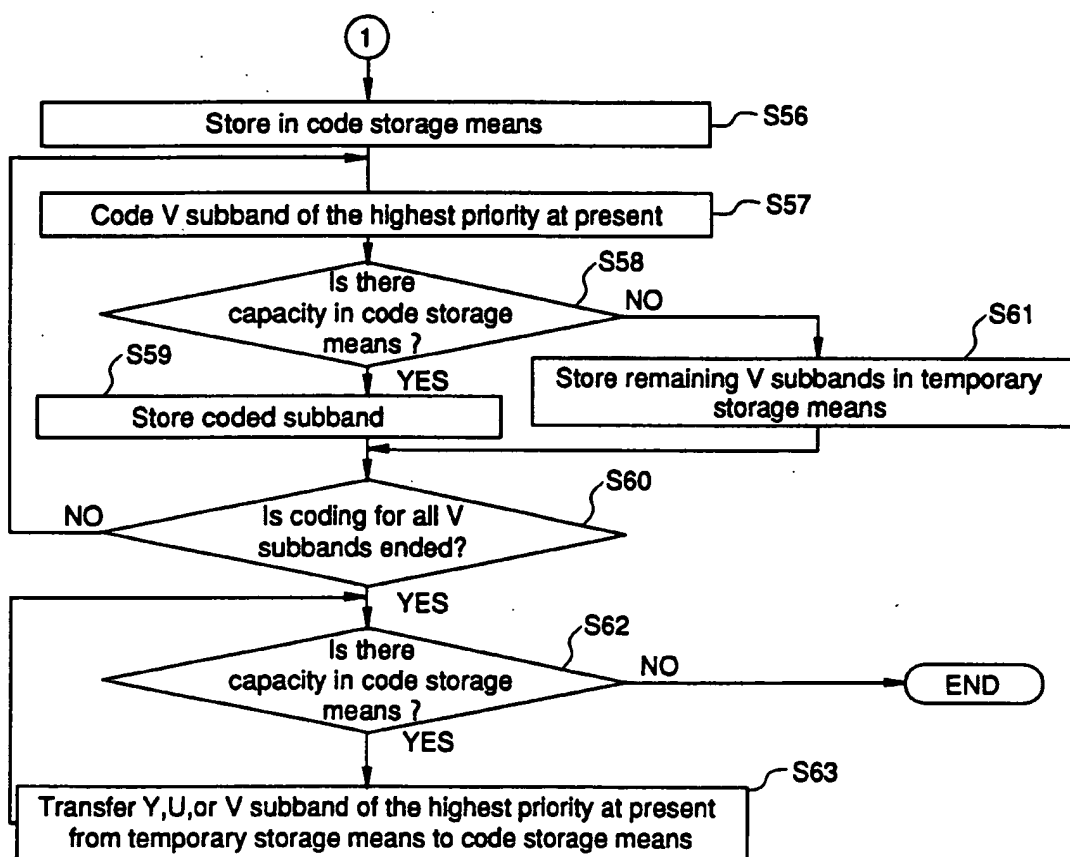 1
Store in code storage means
S56
Code V subband of the highest priority at present
S57
Is there
capacity in code storage
means ?
S58
NO
YES
S59
Store coded subband
S61
Store remaining V subbands in temporary
storage means
S60
Is coding for all V
subbands ended?
NO
YES
S62
Is there
capacity in code storage
means ?
NO
END
YES
S63
Transfer Y,U,or V subband of the highest priority at present
from temporary storage means to code storage means